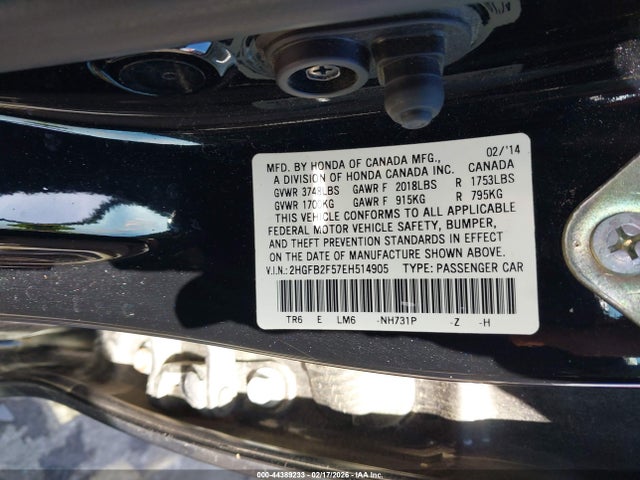 02/'14
MFD. BY HONDA OF CANADA MFG., CANADA
A DIVISION OF HONDA CANADA INC.
GVWR 3748LBS GAWR F 2018LBS R 1753LBS
GVWR 1700KG GAWR F 915KG R 795KG
THIS VEHICLE CONFORMS TO ALL APPLICABLE
FEDERAL MOTOR VEHICLE SAFETY, BUMPER,
AND THEFT PREVENTION STANDARDS IN EFFECT
ON THE DATE OF MANUFACTURE SHOWN ABOVE.
V.I.N.: 2HGFB2F57EH514905 TYPE: PASSENGER CAR
TR6 E LM6 -NH731P -Z -H
000-44389233 - 02/17/2026 - IAAI.COM